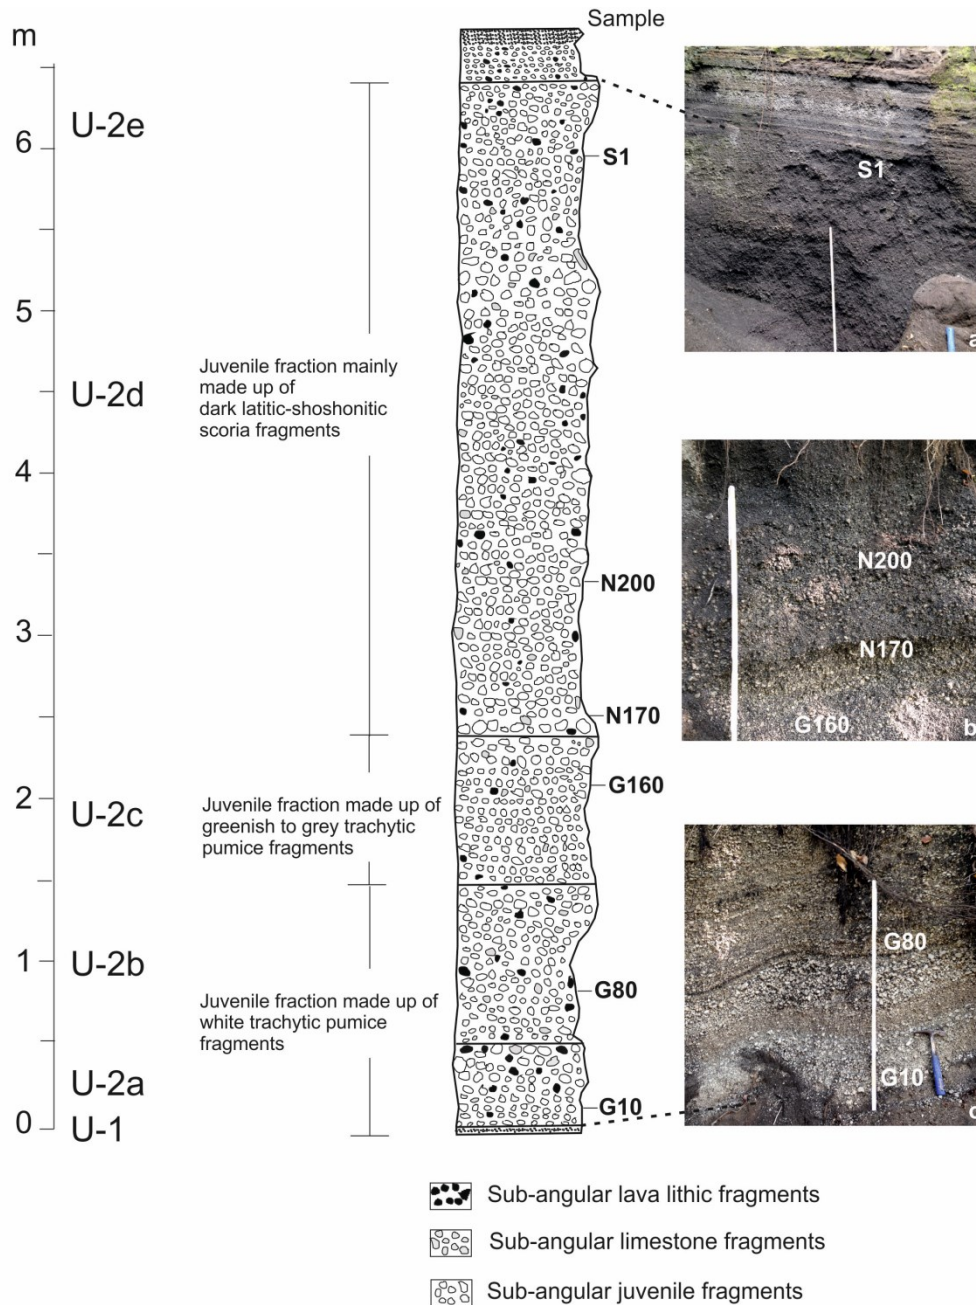 m
Sample
U-2e
6
S1
5
Juvenile fraction mainly
made up of
dark latitic-shoshonitic
scoria fragments
U-2d
4
N200
3
N170
G160
2
U-2c
Juvenile fraction made up of
greenish to grey trachytic
pumice fragments
1
U-2b
G80
Juvenile fraction made up of
white trachytic pumice
fragments
U-2a
G10
0
U-1
S1
a
N200
N170
G160
b
G80
G10
Sub-angular lava lithic fragments
Sub-angular limestone fragments
Sub-angular juvenile fragments